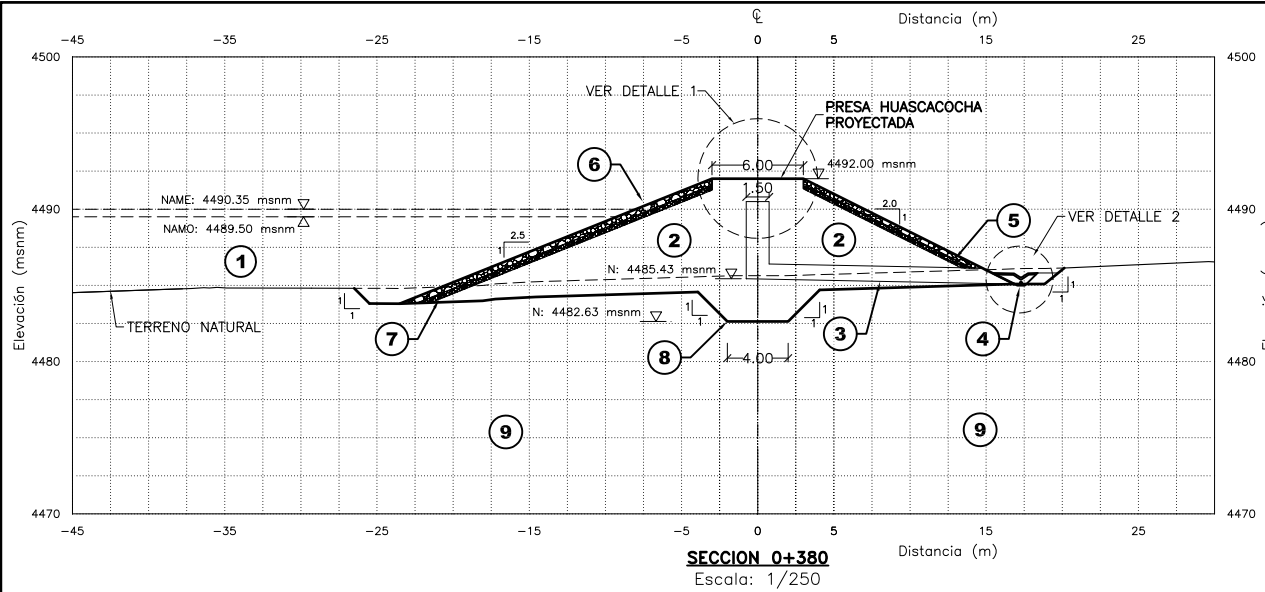 ℄
Distancia (m)
-45 -35 -25 -15 -5 0 5 15 25
4500 4500
VER DETALLE 1
PRESA HUASCACOCHA
PROYECTADA
6
6.00
4492.00 msnm
1.50
NAME: 4490.35 msnm
4490 4490
2.0
1
5
VER DETALLE 2
NAMO: 4489.50 msnm
2.5
1
2 2
1
N: 4485.43 msnm
Elevación (msnm)
TERRENO NATURAL
1
1
N: 4482.63 msnm
1
1
1
1
1
1
7
8
4.00
3
4
4480 4480
9 9
4470 4470
-45 -35 -25 -15 -5 0 5 15 25
Distancia (m)
SECCION 0+380
Escala: 1/250